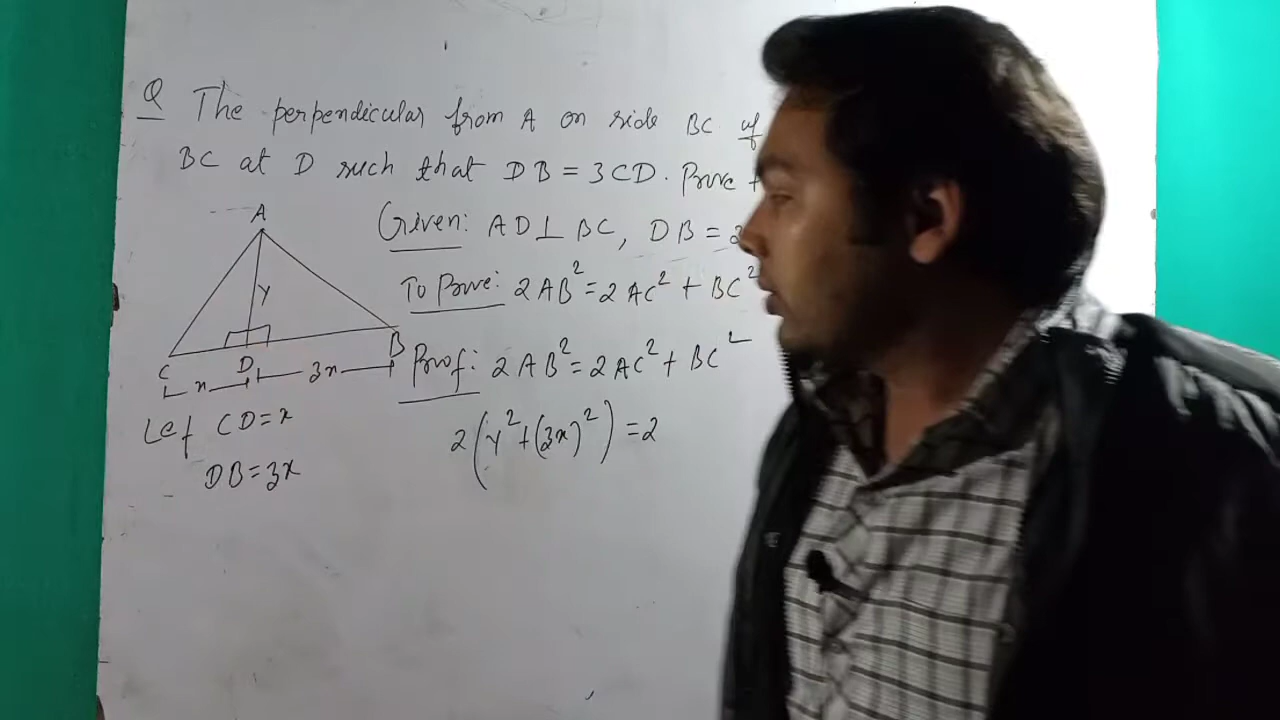 Q The perpendicular from A on side BC of
BC at D such that DB = 3CD. Prove
Given: AD ⊥ BC, DB =
To Prove: 2AB² = 2AC² + BC²
A
y
C D B
x 3x
Proof: 2AB² = 2AC² + BC²
Let CD = x
2(y² + (3x)²) = 2
DB = 3x